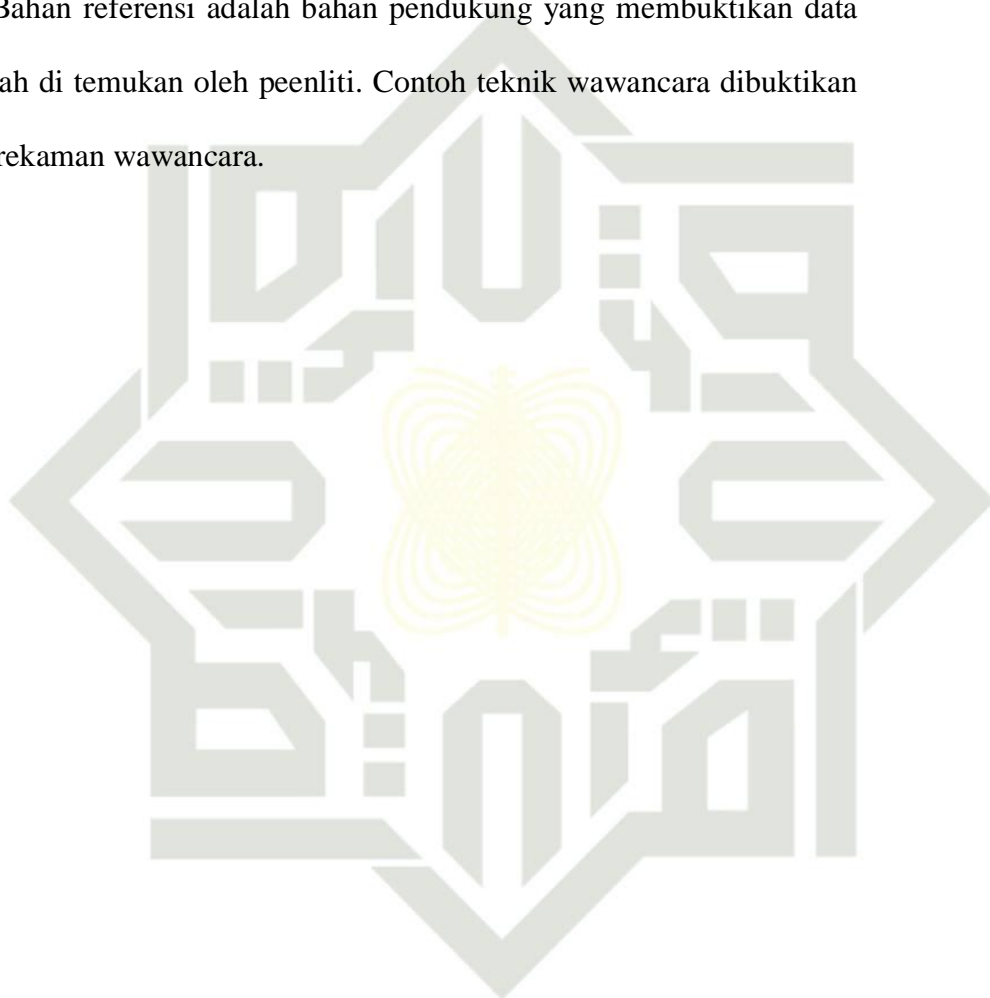 Bahan referensi adalah bahan pendukung yang membuktikan data
ah di temukan oleh peenliti. Contoh teknik wawancara dibuktikan
rekaman wawancara.